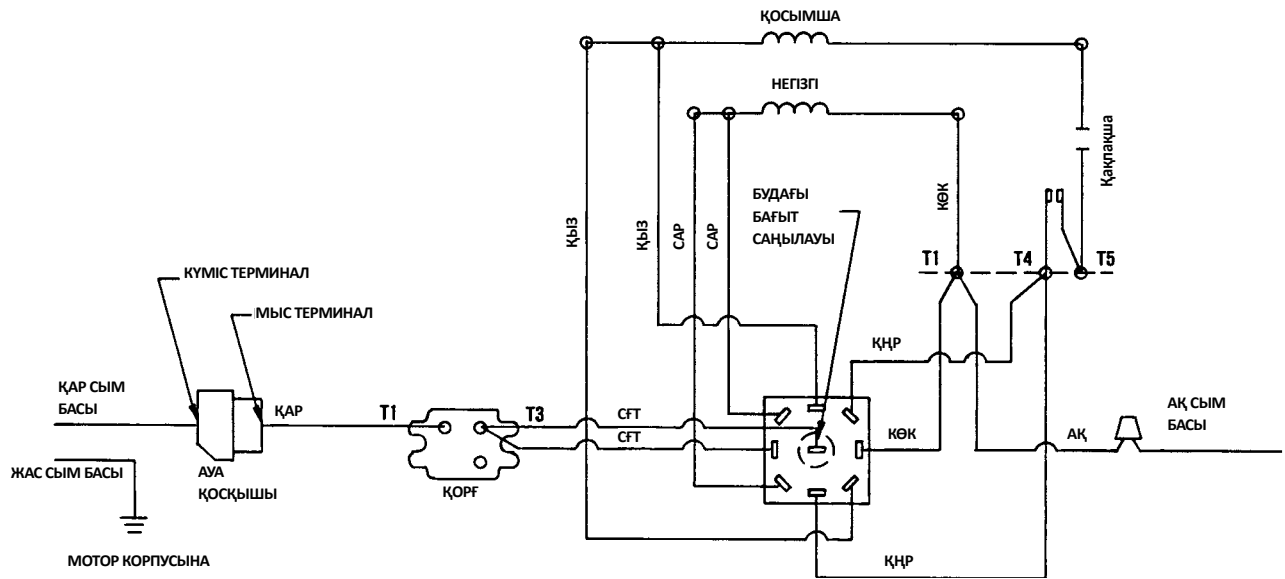 ҚОСЫМША
НЕГІЗГІ
Қақпақша
КӨК
БУДАҒЫ
БАҒЫТ
САҢЫЛАУЫ
ҚЫЗ
ҚЫЗ
САР
САР
T1
T4
T5
КҮМІС ТЕРМИНАЛ
МЫС ТЕРМИНАЛ
ҚҢР
ҚАР СЫМ
БАСЫ
ҚАР
T1
T3
СҒТ
СҒТ
КӨК
АҚ
АҚ СЫМ
БАСЫ
ЖАС СЫМ БАСЫ
АУА
ҚОСҚЫШЫ
ҚОРҒ
МОТОР КОРПУСЫНА
ҚҢР